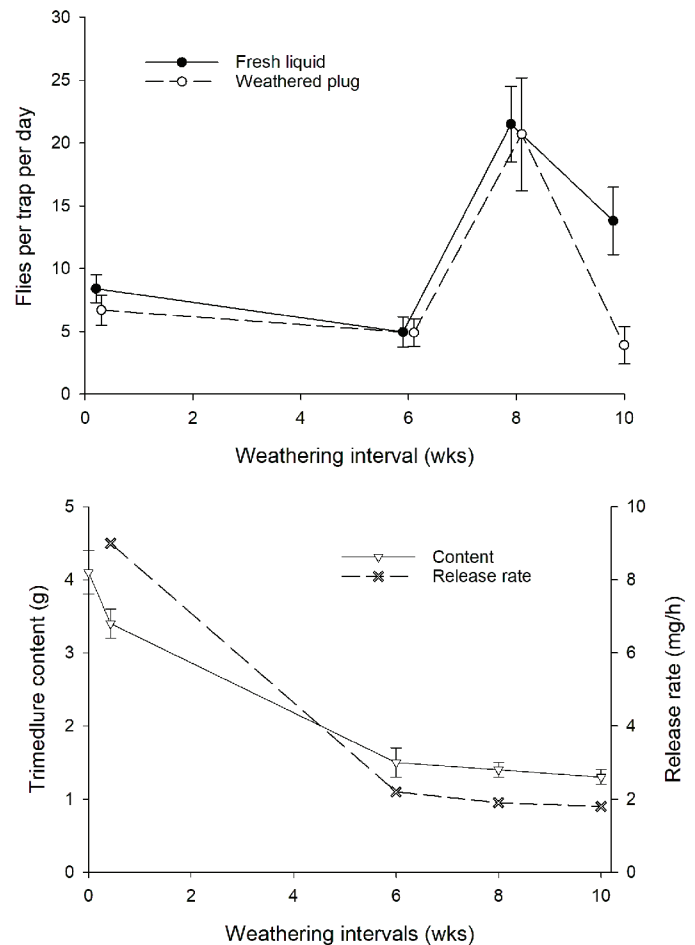 30
25
20
15
10
5
0
Flies per trap per day
Fresh liquid
Weathered plug
0 2 4 6 8 10
Weathering interval (wks)
5
4
3
2
1
0
Trimedlure content (g)
Content
Release rate
10
8
6
4
2
0
Release rate (mg/h)
0 2 4 6 8 10
Weathering intervals (wks)